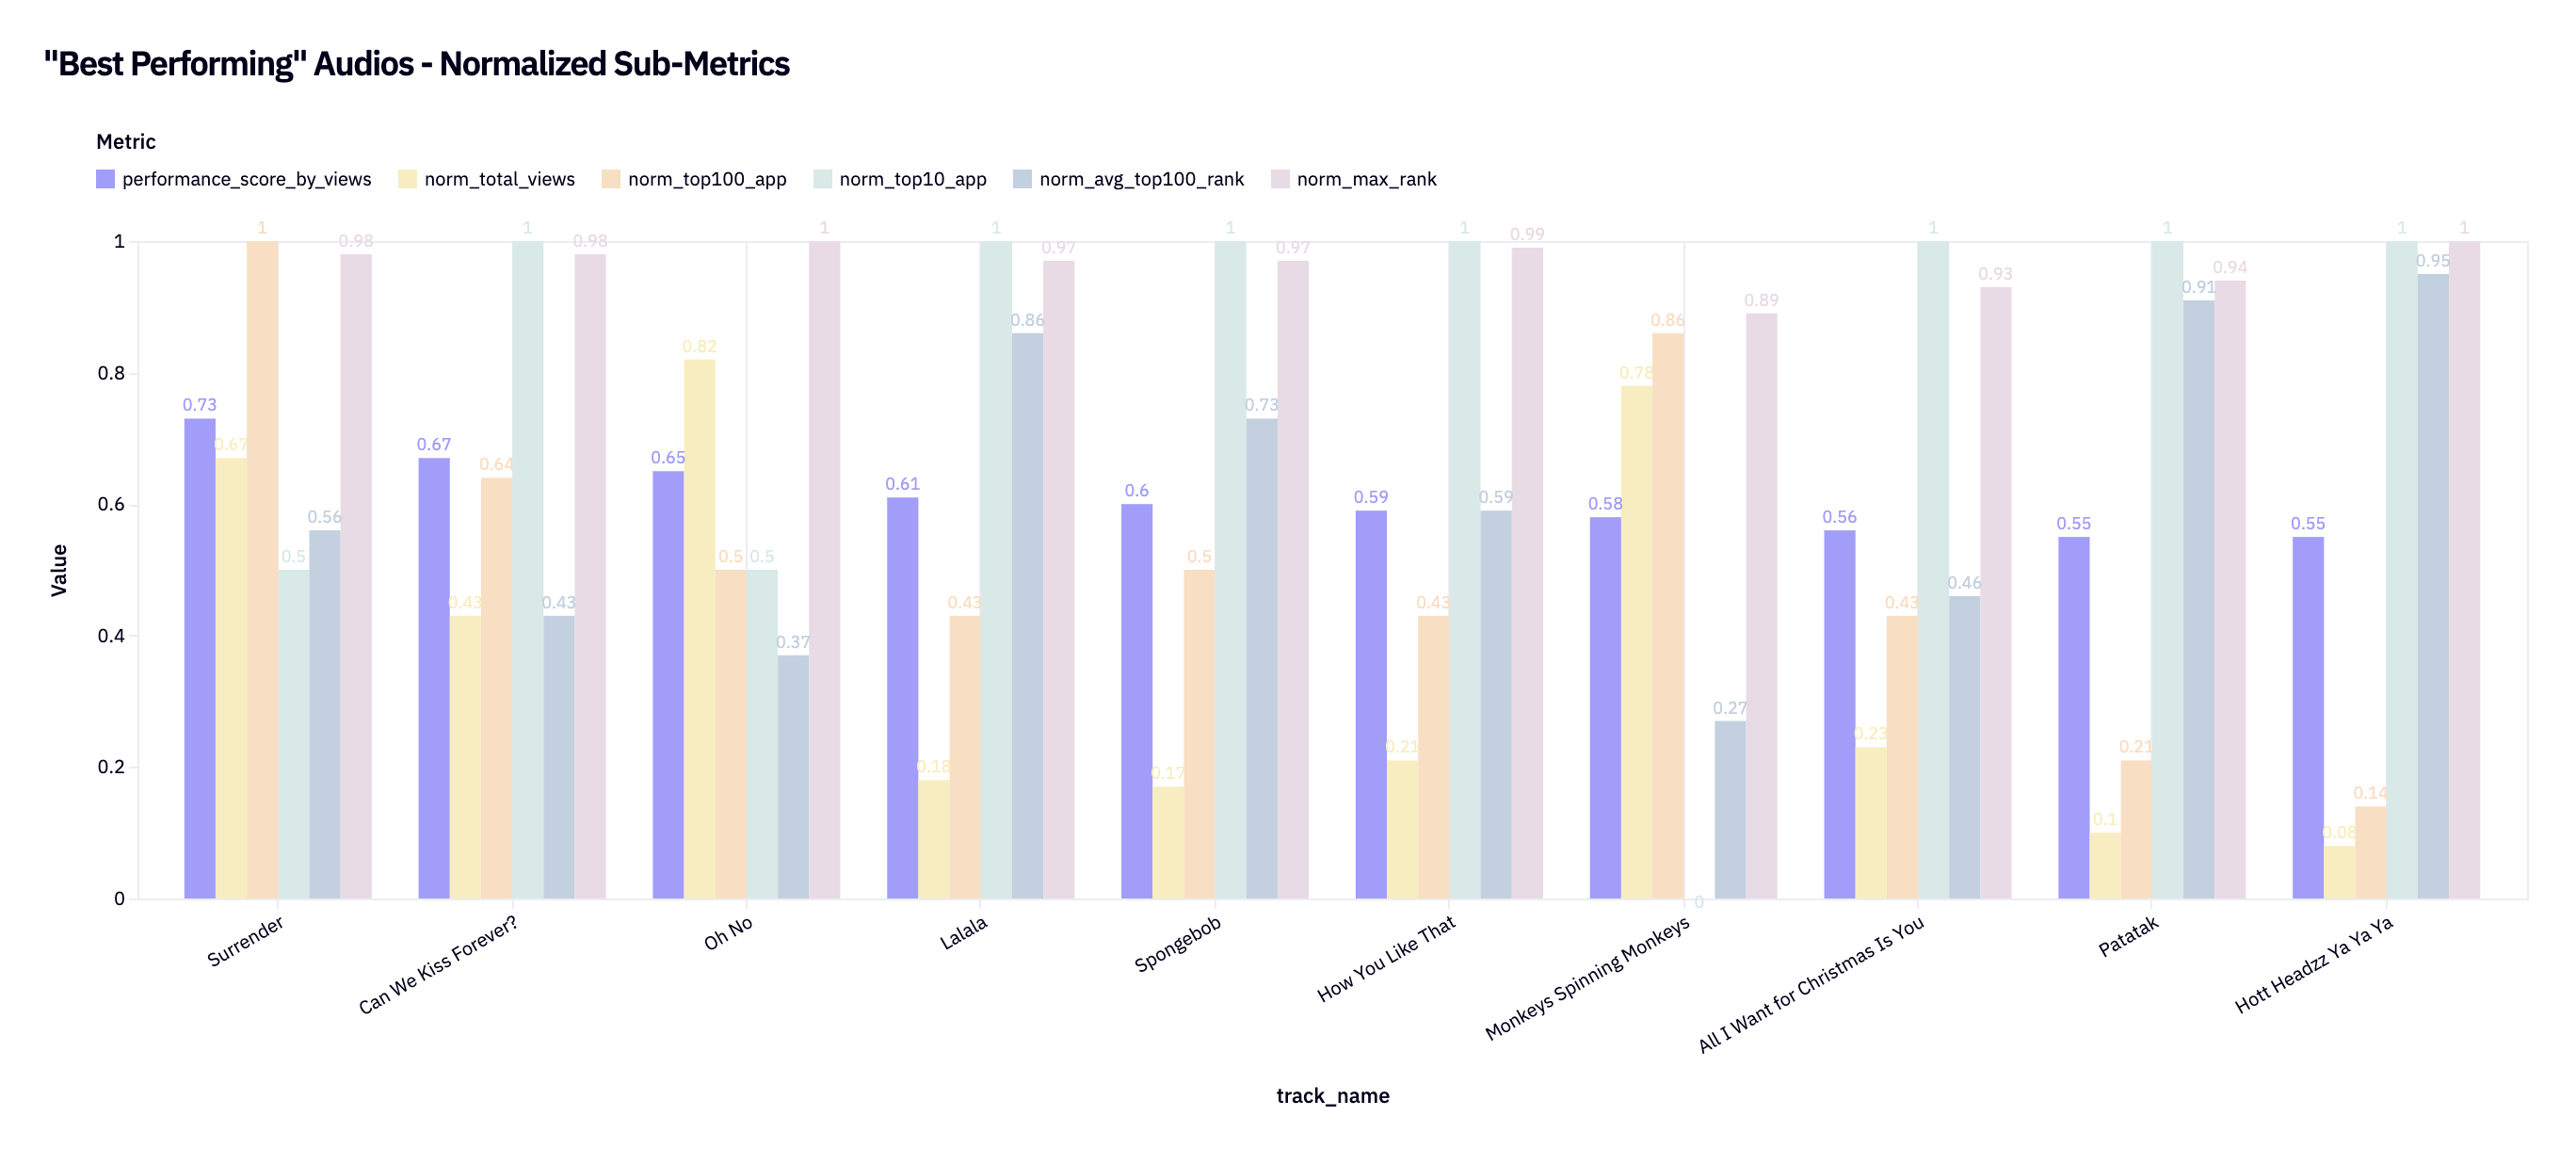 "Best Performing" Audios - Normalized Sub-Metrics
Metric
performance_score_by_views norm_total_views norm_top100_app norm_top10_app norm_avg_top100_rank norm_max_rank
Value
1
0.8
0.6
0.4
0.2
0
0.73 0.67 1 0.5 0.56 0.98
0.67 0.43 0.64 1 0.43 0.98
0.65 0.82 0.5 0.5 0.37 1
0.61 0.18 0.43 1 0.86 0.97
0.6 0.17 0.5 1 0.73 0.97
0.59 0.21 0.43 1 0.59 0.99
0.58 0.78 0.86 0 0.27 0.89
0.56 0.23 0.43 1 0.46 0.93
0.55 0.1 0.21 1 0.91 0.94
0.55 0.08 0.14 1 0.95 1
Surrender
Can We Kiss Forever?
Oh No
Lalala
Spongebob
How You Like That
Monkeys Spinning Monkeys
All I Want for Christmas Is You
Patatak
Hott Headzz Ya Ya Ya
track_name